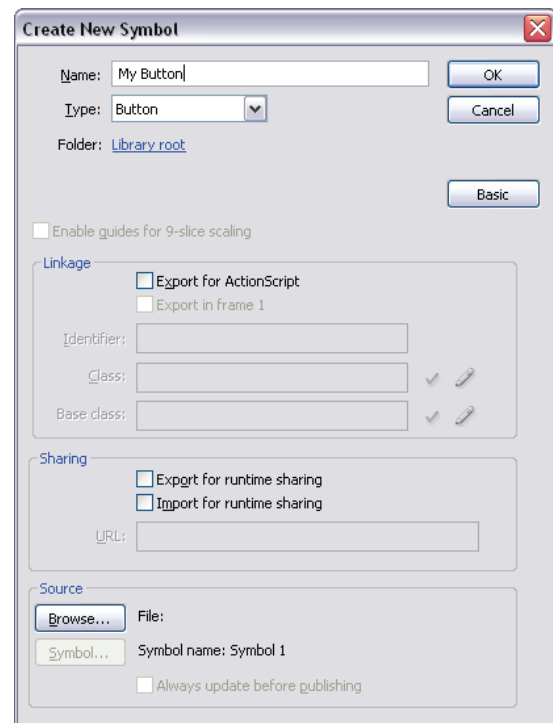 Create New Symbol
Name: My Button OK
Type: Button Cancel
Folder: Library root
Basic
Enable guides for 9-slice scaling
Linkage
Export for ActionScript
Export in frame 1
Identifier:
Class:
Base class:
Sharing
Export for runtime sharing
Import for runtime sharing
URL:
Source
Browse... File:
Symbol... Symbol name: Symbol 1
Always update before publishing